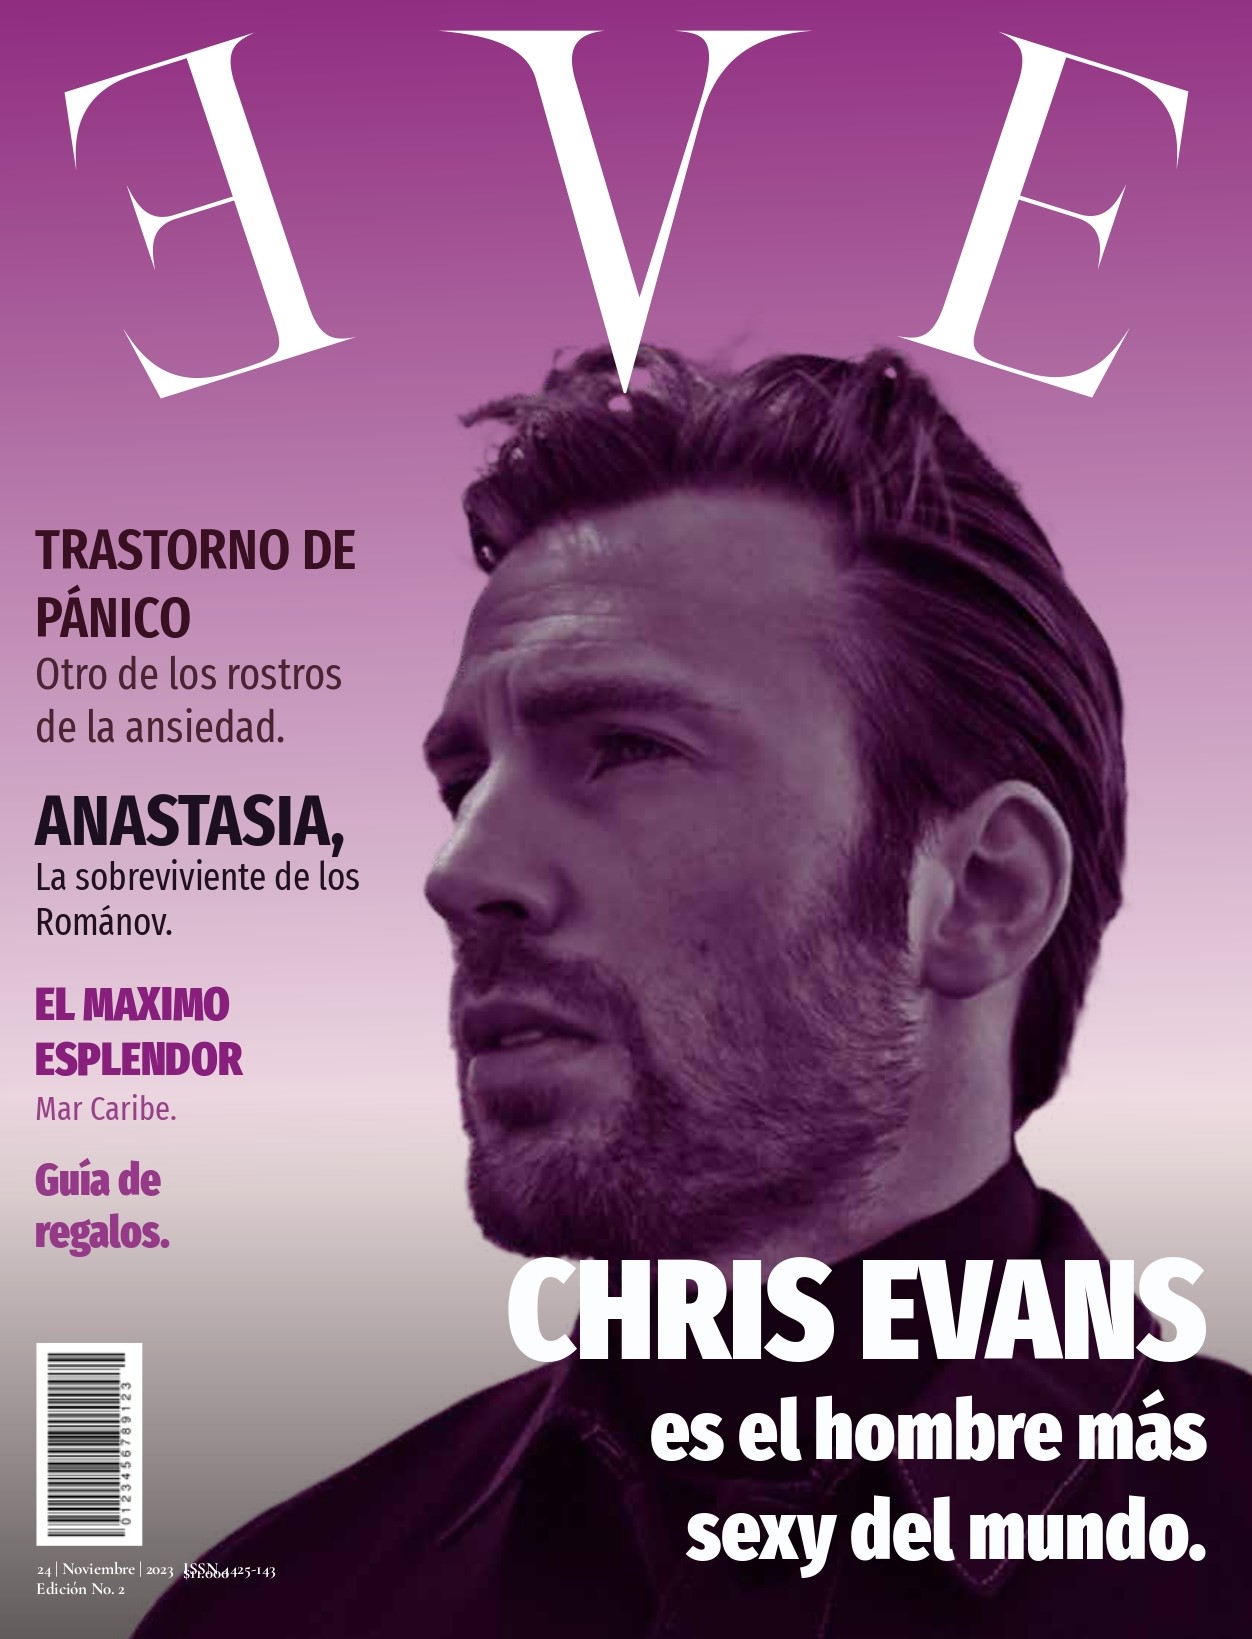 EVE
TRASTORNO DE
PÁNICO
Otro de los rostros
de la ansiedad.
ANASTASIA,
La sobreviviente de los
Románov.
EL MAXIMO
ESPLENDOR
Mar Caribe.
Guía de
regalos.
CHRIS EVANS
es el hombre más
sexy del mundo.
0123456789123
24 | Noviembre | 2023 ISSN 4425-143
$11.000
Edición No. 2